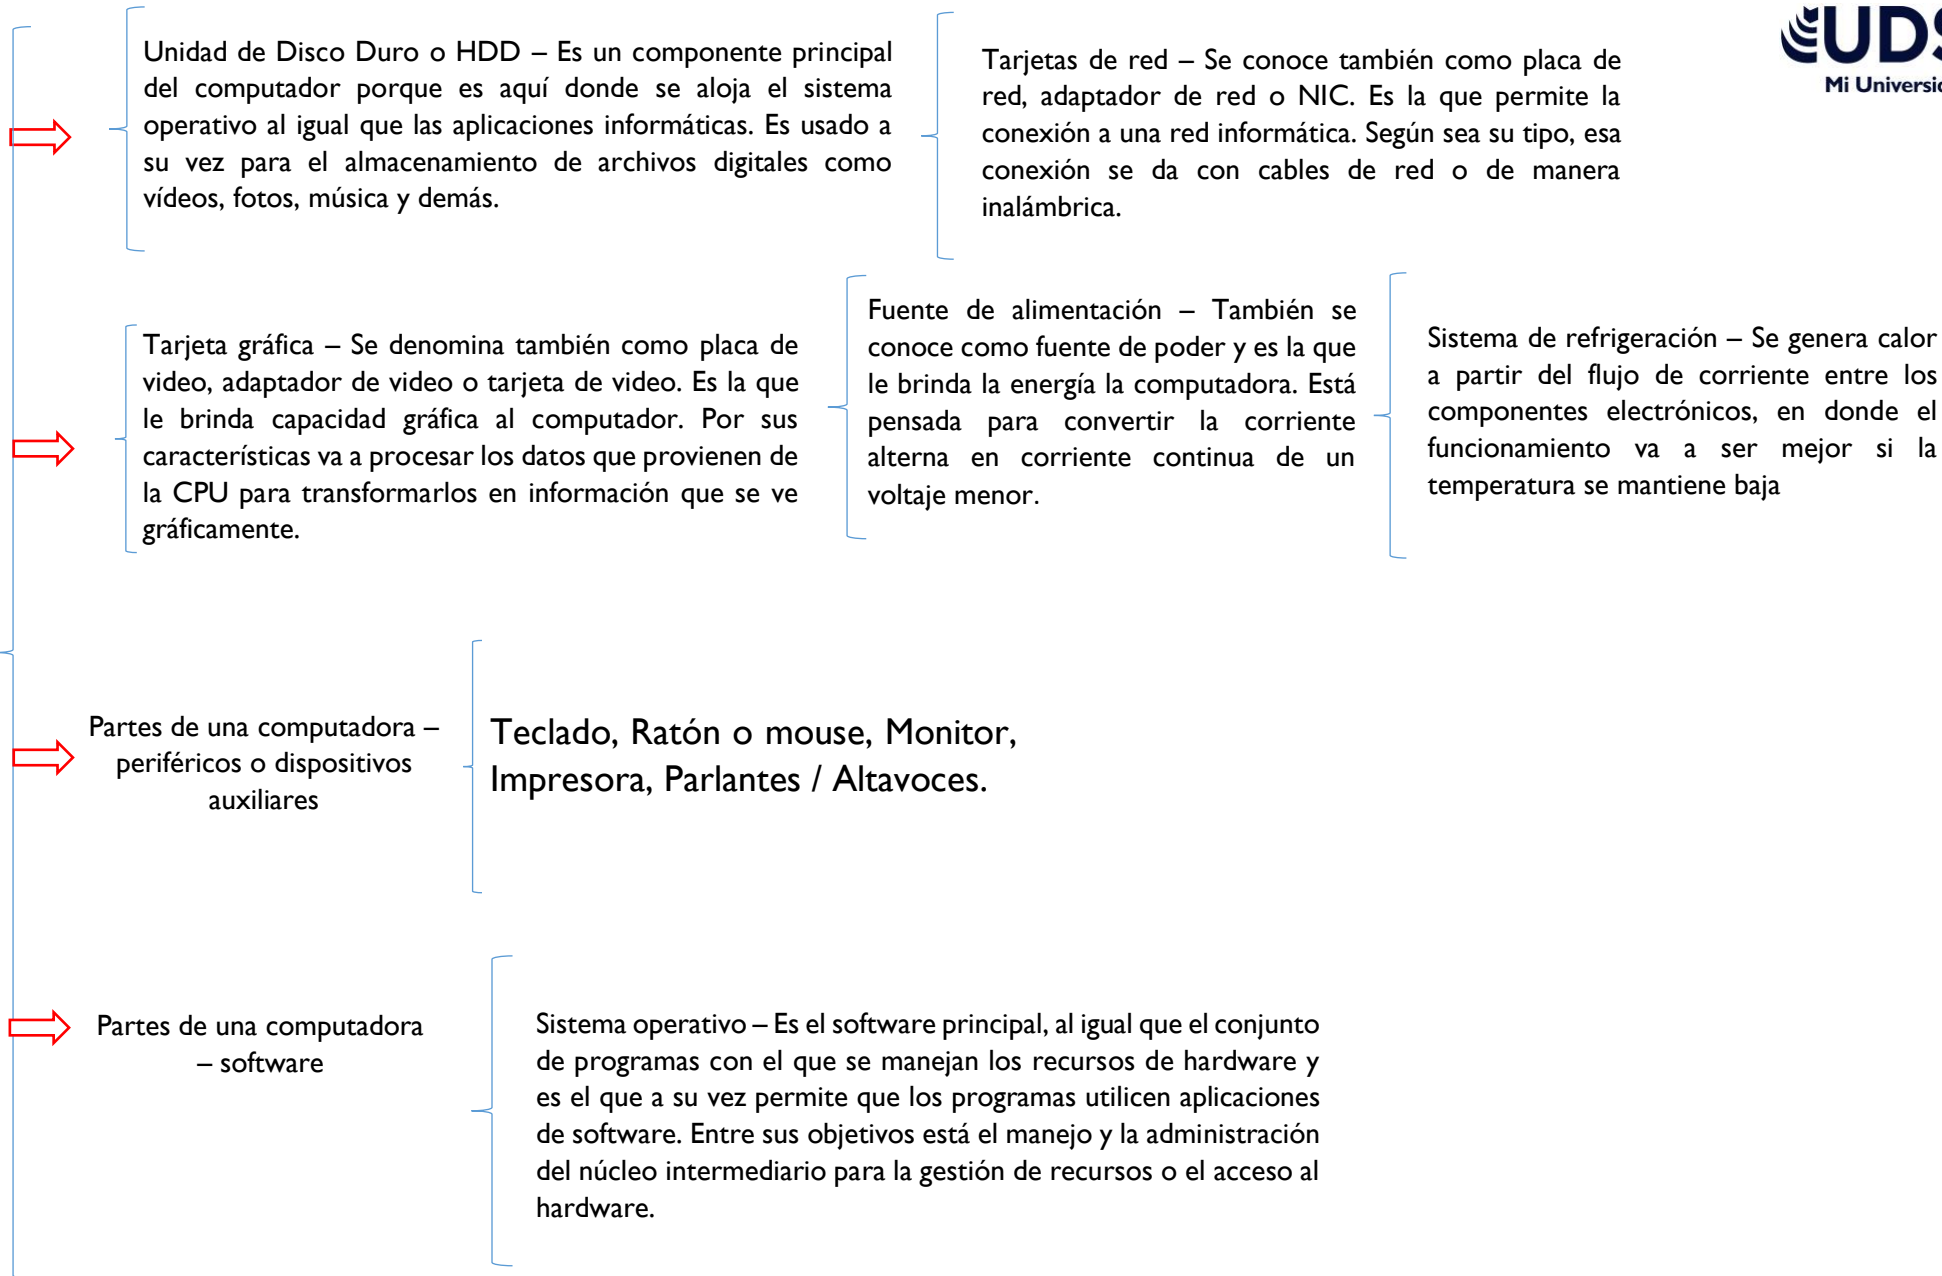 UDS
Mi Universi
Unidad de Disco Duro o HDD – Es un componente principal
del computador porque es aquí donde se aloja el sistema
operativo al igual que las aplicaciones informáticas. Es usado a
su vez para el almacenamiento de archivos digitales como
vídeos, fotos, música y demás.
Tarjetas de red – Se conoce también como placa de
red, adaptador de red o NIC. Es la que permite la
conexión a una red informática. Según sea su tipo, esa
conexión se da con cables de red o de manera
inalámbrica.
Tarjeta gráfica – Se denomina también como placa de
video, adaptador de video o tarjeta de video. Es la que
le brinda capacidad gráfica al computador. Por sus
características va a procesar los datos que provienen de
la CPU para transformarlos en información que se ve
gráficamente.
Fuente de alimentación – También se
conoce como fuente de poder y es la que
le brinda la energía la computadora. Está
pensada para convertir la corriente
alterna en corriente continua de un
voltaje menor.
Sistema de refrigeración – Se genera calor
a partir del flujo de corriente entre los
componentes electrónicos, en donde el
funcionamiento va a ser mejor si la
temperatura se mantiene baja
Partes de una computadora –
periféricos o dispositivos
auxiliares
Teclado, Ratón o mouse, Monitor,
Impresora, Parlantes / Altavoces.
Partes de una computadora
– software
Sistema operativo – Es el software principal, al igual que el conjunto
de programas con el que se manejan los recursos de hardware y
es el que a su vez permite que los programas utilicen aplicaciones
de software. Entre sus objetivos está el manejo y la administración
del núcleo intermediario para la gestión de recursos o el acceso al
hardware.